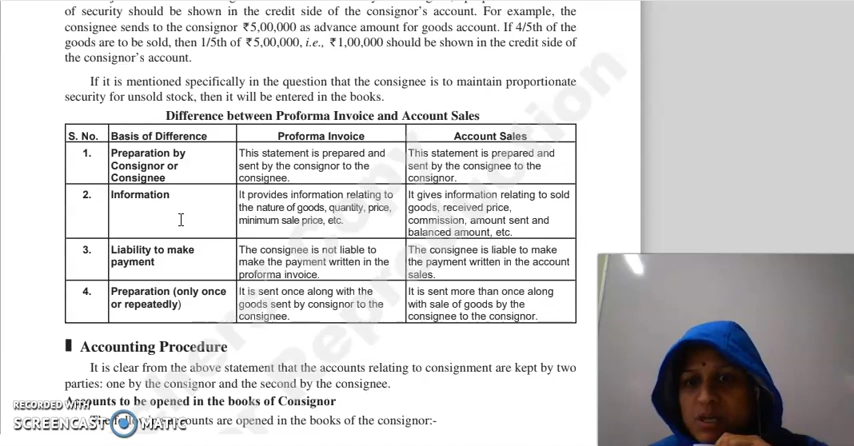 of security should be shown in the credit side of the consignor's account. For example, the
consignee sends to the consignor ₹5,00,000 as advance amount for goods account. If 4/5th of the
goods are to be sold, then 1/5th of ₹5,00,000, i.e., ₹1,00,000 should be shown in the credit side of
the consignor's account.
If it is mentioned specifically in the question that the consignee is to maintain proportionate
security for unsold stock, then it will be entered in the books.
Difference between Proforma Invoice and Account Sales
S. No. Basis of Difference Proforma Invoice Account Sales
1. Preparation by This statement is prepared and This statement is prepared and
Consignor or sent by the consignor to the sent by the consignee to the
Consignee consignee. consignor.
2. Information It provides information relating to It gives information relating to sold
the nature of goods, quantity, price, goods, received price,
minimum sale price, etc. commission, amount sent and
balanced amount, etc.
3. Liability to make The consignee is not liable to The consignee is liable to make
payment make the payment written in the the payment written in the account
proforma invoice. sales.
4. Preparation (only once It is sent once along with the It is sent more than once along
or repeatedly) goods sent by consignor to the with sale of goods by the
consignee. consignee to the consignor.
Accounting Procedure
It is clear from the above statement that the accounts relating to consignment are kept by two
parties: one by the consignor and the second by the consignee.
Accounts to be opened in the books of Consignor
accounts are opened in the books of the consignor:-
RECORDED WITH
SCREENCAST MATIC